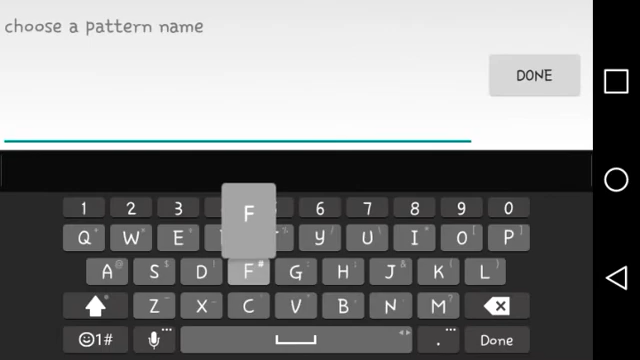 choose a pattern name
DONE
F
1 2 3 6 7 8 9 0
Q W E Y U I O P
A @ S $ D ! F # G H J & K ( L )
Z X C V B N M ?
1# . Done